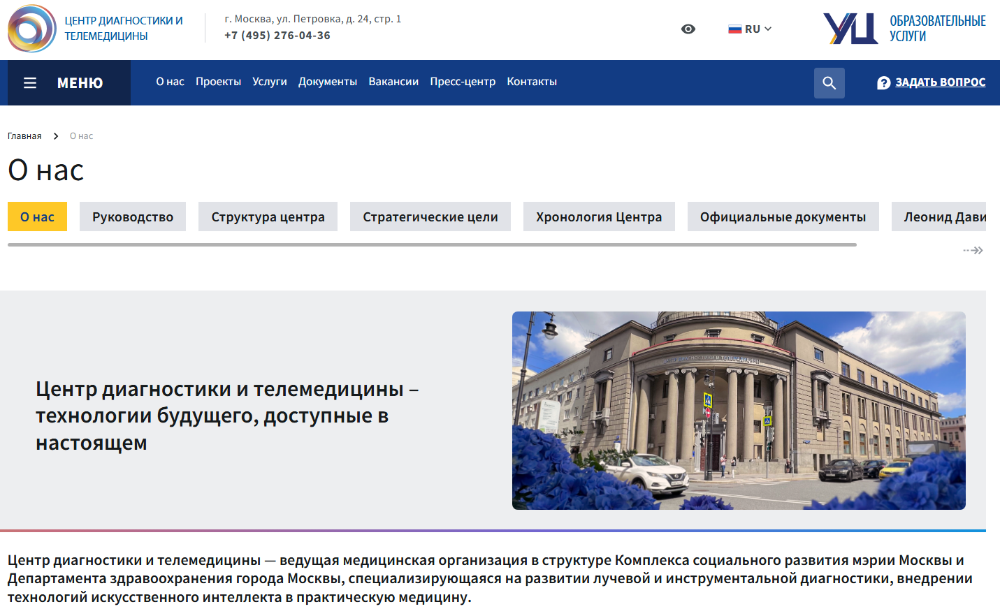 ЦЕНТР ДИАГНОСТИКИ И
ТЕЛЕМЕДИЦИНЫ
г. Москва, ул. Петровка, д. 24, стр. 1
+7 (495) 276-04-36
RU
УЦ
ОБРАЗОВАТЕЛЬНЫЕ
УСЛУГИ
МЕНЮ
О нас Проекты Услуги Документы Вакансии Пресс-центр Контакты
ЗАДАТЬ ВОПРОС
Главная О нас
О нас
О нас Руководство Структура центра Стратегические цели Хронология Центра Официальные документы Леонид Дави
Центр диагностики и телемедицины –
технологии будущего, доступные в
настоящем
ЦЕНТР ДИАГНОСТИКИ И ТЕЛЕМЕДИЦИНЫ
Центр диагностики и телемедицины — ведущая медицинская организация в структуре Комплекса социального развития мэрии Москвы и
Департамента здравоохранения города Москвы, специализирующаяся на развитии лучевой и инструментальной диагностики, внедрении
технологий искусственного интеллекта в практическую медицину.